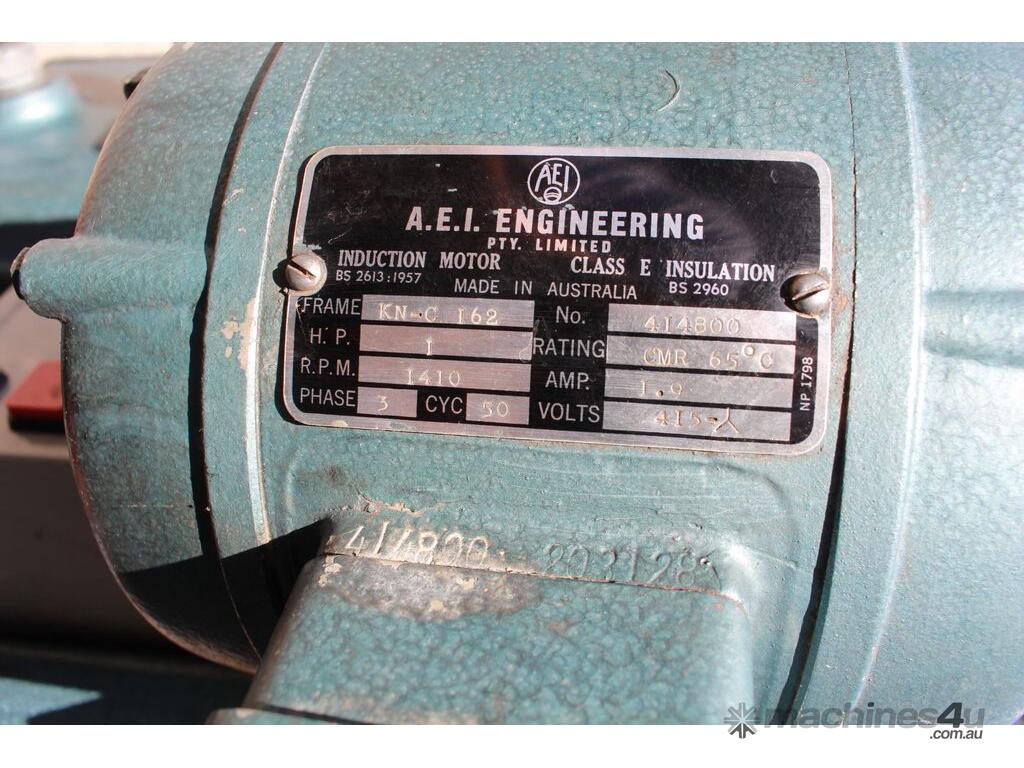 AEI
A.E.I. ENGINEERING
PTY. LIMITED
INDUCTION MOTOR CLASS E INSULATION
BS 2613:1957 MADE IN AUSTRALIA BS 2960
FRAME KN-C 162 No. 414800
H. P. 1 RATING CMR 65°C
R.P.M. 1410 AMP. 1.9
PHASE 3 CYC 50 VOLTS 415-人
NP 1798
414800 · 803128
machines4u
.com.au